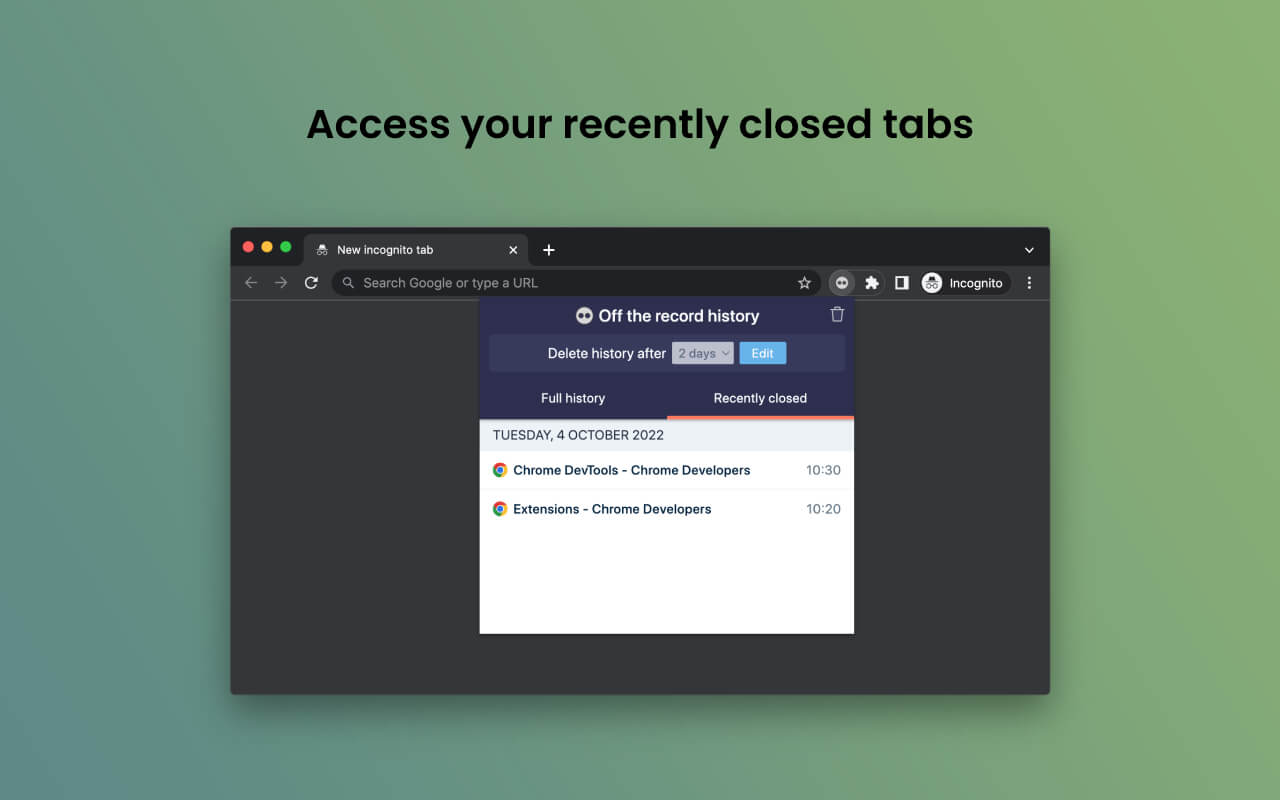 Access your recently closed tabs
New incognito tab
Search Google or type a URL
Incognito
Off the record history
Delete history after 2 days Edit
Full history Recently closed
TUESDAY, 4 OCTOBER 2022
Chrome DevTools - Chrome Developers 10:30
Extensions - Chrome Developers 10:20